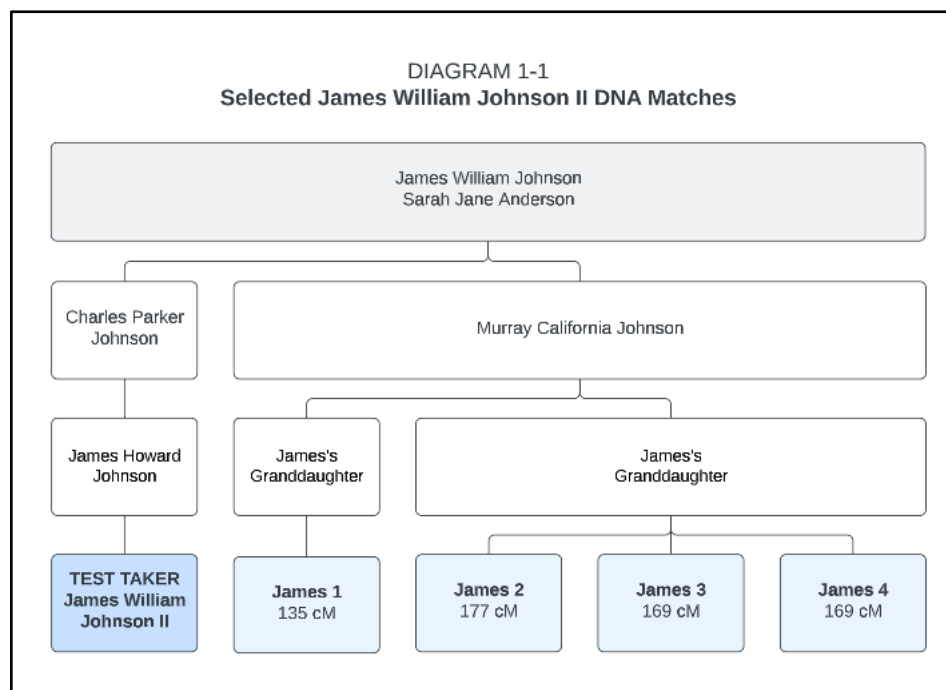 DIAGRAM 1-1
Selected James William Johnson II DNA Matches
James William Johnson
Sarah Jane Anderson
Charles Parker
Johnson
Murray California Johnson
James Howard
Johnson
James's
Granddaughter
James's
Granddaughter
TEST TAKER
James William
Johnson II
James 1
135 cM
James 2
177 cM
James 3
169 cM
James 4
169 cM